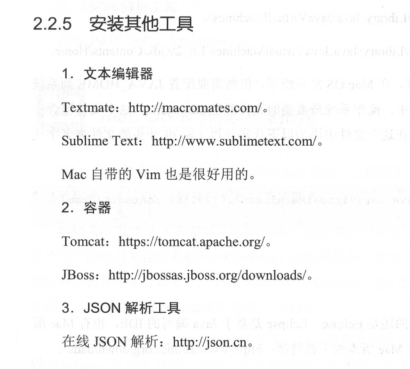 2.2.5 安装其他工具
1．文本编辑器
Textmate：http://macromates.com/。
Sublime Text：http://www.sublimetext.com/。
Mac 自带的 Vim 也是很好用的。
2．容器
Tomcat：https://tomcat.apache.org/。
JBoss：http://jbossas.jboss.org/downloads/。
3．JSON 解析工具
在线 JSON 解析：http://json.cn。